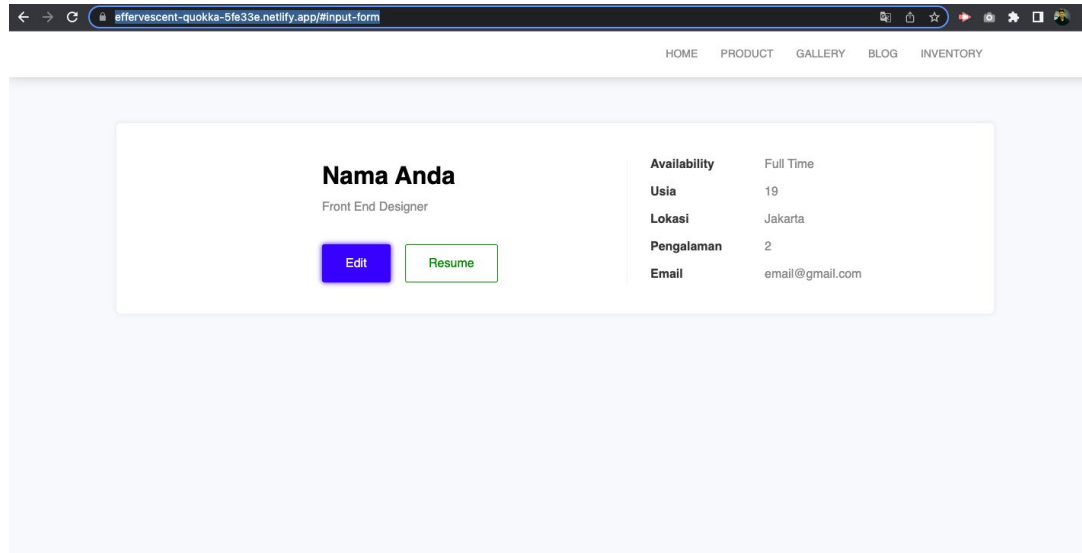 effervescent-quokka-5fe33e.netlify.app/#input-form
HOME PRODUCT GALLERY BLOG INVENTORY
Nama Anda
Front End Designer
Edit Resume
Availability Full Time
Usia 19
Lokasi Jakarta
Pengalaman 2
Email email@gmail.com